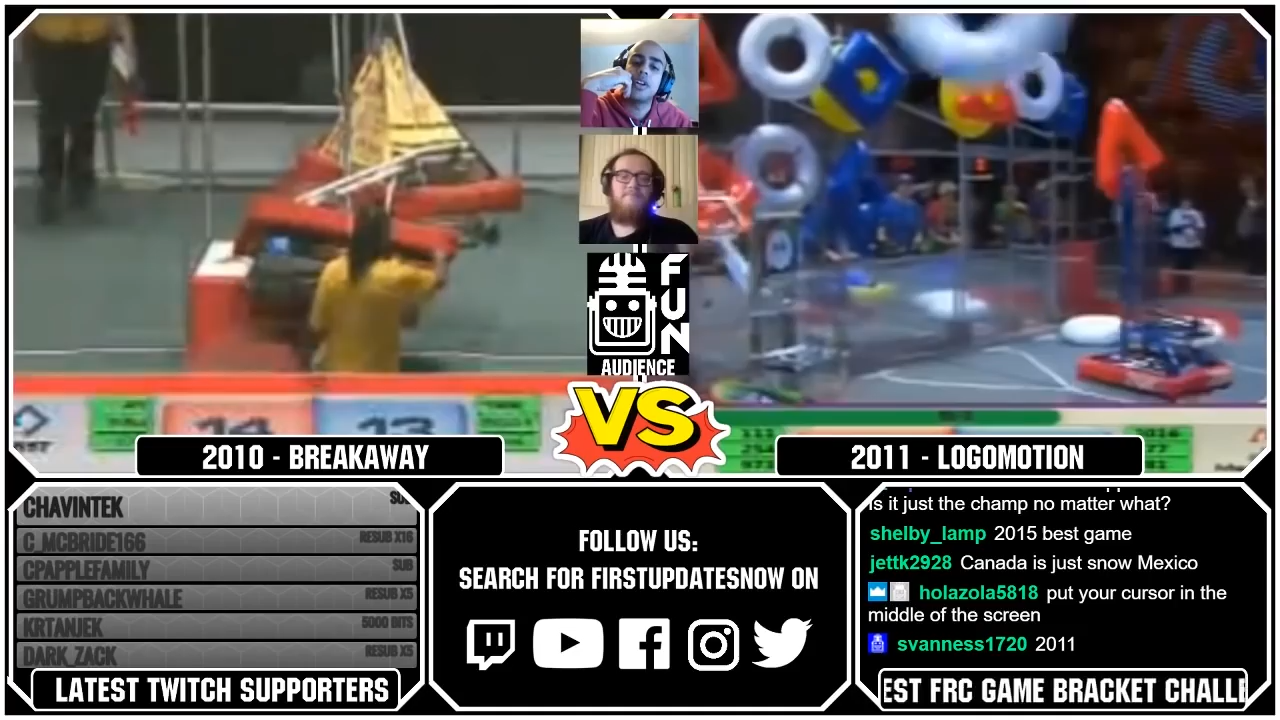 FUN
AUDIENCE
14
13
VS
2010 - BREAKAWAY
2011 - LOGOMOTION
CHAVINTEK
C_MCBRIDE166
RESUB X16
CPAPPLEFAMILY
SUB
GRUMPBACKWHALE
RESUB X5
KRTANJEK
5000 BITS
DARK_ZACK
RESUB X5
LATEST TWITCH SUPPORTERS
FOLLOW US:
SEARCH FOR FIRSTUPDATESNOW ON
is it just the champ no matter what?
shelby_lamp 2015 best game
jettk2928 Canada is just snow Mexico
holazola5818 put your cursor in the
middle of the screen
svanness1720 2011
EST FRC GAME BRACKET CHALL